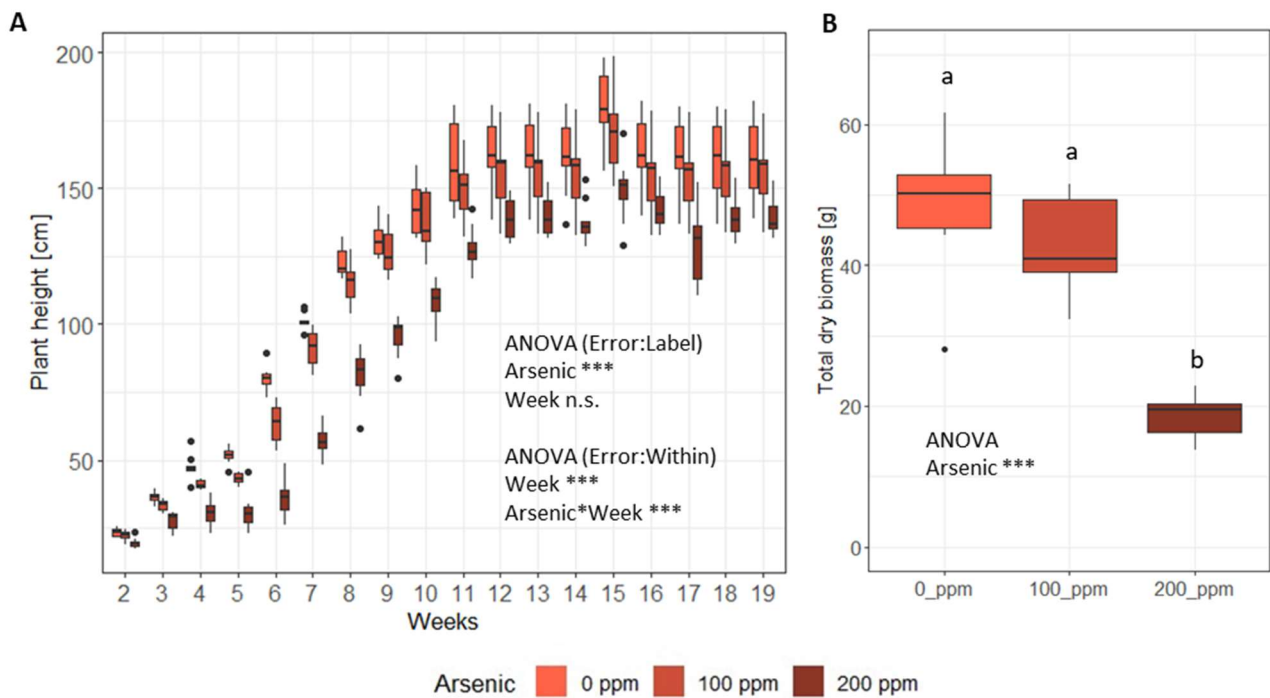 A
Plant height [cm]
200
150
100
50
ANOVA (Error:Label)
Arsenic ***
Week n.s.
ANOVA (Error:Within)
Week ***
Arsenic*Week ***
2 3 4 5 6 7 8 9 10 11 12 13 14 15 16 17 18 19
Weeks
B
Total dry biomass [g]
60
40
20
0
a
a
b
ANOVA
Arsenic ***
0_ppm 100_ppm 200_ppm
Arsenic 0 ppm 100 ppm 200 ppm